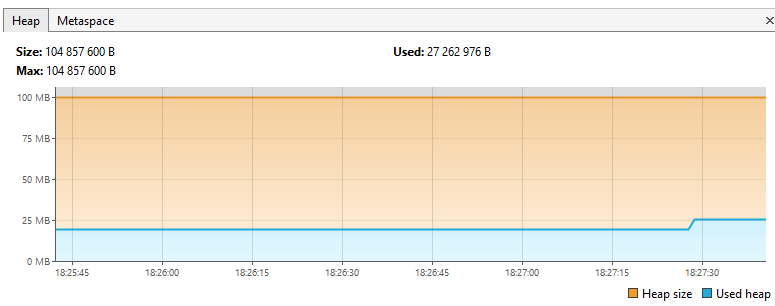 Heap Metaspace
Size: 104 857 600 B Used: 27 262 976 B
Max: 104 857 600 B
100 MB
75 MB
50 MB
25 MB
0 MB
18:25:45 18:26:00 18:26:15 18:26:30 18:26:45 18:27:00 18:27:15 18:27:30
Heap size Used heap